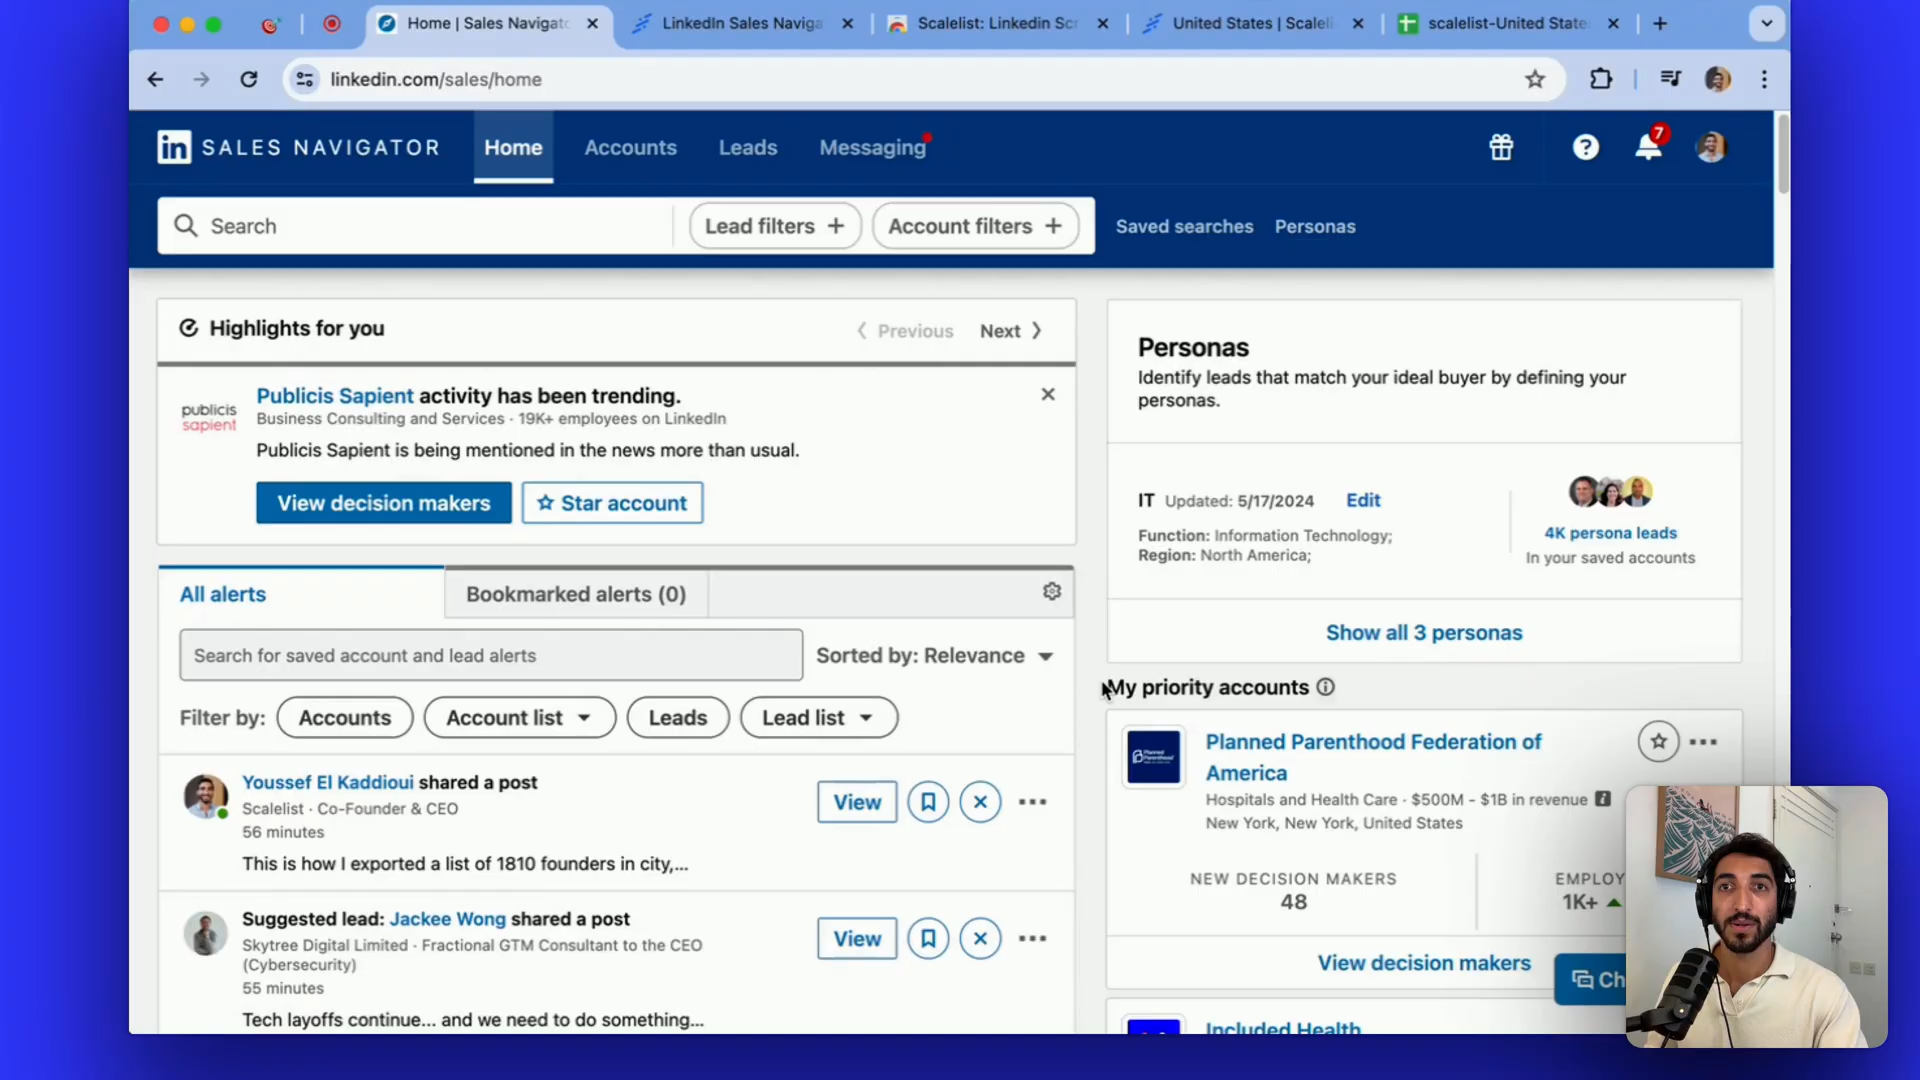 Home | Sales Navigato
LinkedIn Sales Naviga
Scalelist: Linkedin Scr
United States | Scaleli
scalelist-United State
linkedin.com/sales/home
in SALES NAVIGATOR
Home
Accounts
Leads
Messaging
7
Search
Lead filters +
Account filters +
Saved searches
Personas
Highlights for you
Previous
Next
publicis
sapient
Publicis Sapient activity has been trending.
Business Consulting and Services · 19K+ employees on LinkedIn
Publicis Sapient is being mentioned in the news more than usual.
View decision makers
Star account
All alerts
Bookmarked alerts (0)
Search for saved account and lead alerts
Sorted by: Relevance
Filter by:
Accounts
Account list
Leads
Lead list
Youssef El Kaddioui shared a post
Scalelist · Co-Founder & CEO
56 minutes
This is how I exported a list of 1810 founders in city,...
View
Suggested lead: Jackee Wong shared a post
Skytree Digital Limited · Fractional GTM Consultant to the CEO
(Cybersecurity)
55 minutes
Tech layoffs continue... and we need to do something...
View
Personas
Identify leads that match your ideal buyer by defining your
personas.
IT Updated: 5/17/2024 Edit
Function: Information Technology;
Region: North America;
4K persona leads
In your saved accounts
Show all 3 personas
My priority accounts
Planned
Parenthood
Planned Parenthood Federation of
America
Hospitals and Health Care · $500M - $1B in revenue
New York, New York, United States
NEW DECISION MAKERS
48
EMPLOY
1K+
View decision makers
Ch
Included Health